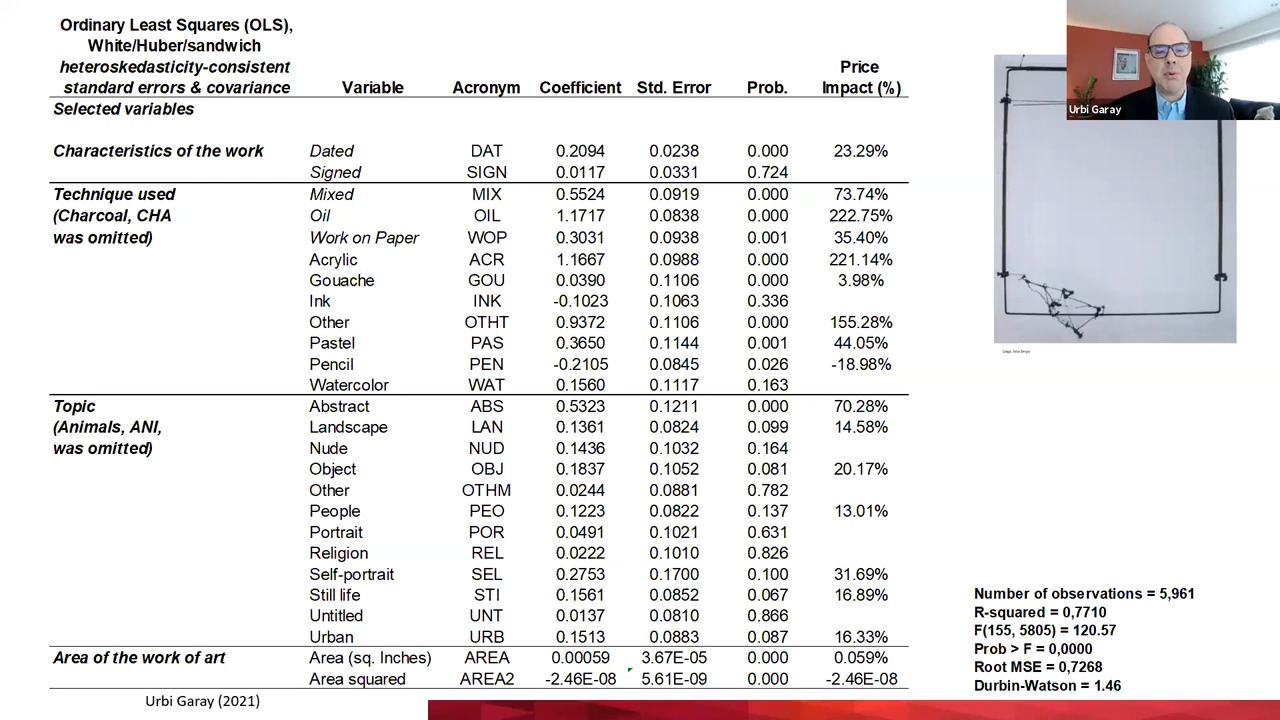 Ordinary Least Squares (OLS),
White/Huber/sandwich
heteroskedasticity-consistent
standard errors & covariance
Variable Acronym Coefficient Std. Error Prob. Price Impact (%)
Selected variables
Characteristics of the work Dated DAT 0.2094 0.0238 0.000 23.29%
Signed SIGN 0.0117 0.0331 0.724
Technique used Mixed MIX 0.5524 0.0919 0.000 73.74%
(Charcoal, CHA Oil OIL 1.1717 0.0838 0.000 222.75%
was omitted) Work on Paper WOP 0.3031 0.0938 0.001 35.40%
Acrylic ACR 1.1667 0.0988 0.000 221.14%
Gouache GOU 0.0390 0.1106 0.000 3.98%
Ink INK -0.1023 0.1063 0.336
Other OTHT 0.9372 0.1106 0.000 155.28%
Pastel PAS 0.3650 0.1144 0.001 44.05%
Pencil PEN -0.2105 0.0845 0.026 -18.98%
Watercolor WAT 0.1560 0.1117 0.163
Topic Abstract ABS 0.5323 0.1211 0.000 70.28%
(Animals, ANI, Landscape LAN 0.1361 0.0824 0.099 14.58%
was omitted) Nude NUD 0.1436 0.1032 0.164
Object OBJ 0.1837 0.1052 0.081 20.17%
Other OTHM 0.0244 0.0881 0.782
People PEO 0.1223 0.0822 0.137 13.01%
Portrait POR 0.0491 0.1021 0.631
Religion REL 0.0222 0.1010 0.826
Self-portrait SEL 0.2753 0.1700 0.100 31.69%
Still life STI 0.1561 0.0852 0.067 16.89%
Untitled UNT 0.0137 0.0810 0.866
Urban URB 0.1513 0.0883 0.087 16.33%
Area of the work of art Area (sq. Inches) AREA 0.00059 3.67E-05 0.000 0.059%
Area squared AREA2 -2.46E-08 5.61E-09 0.000 -2.46E-08
Urbi Garay (2021)
Urbi Garay
Number of observations = 5,961
R-squared = 0,7710
F(155, 5805) = 120.57
Prob > F = 0,0000
Root MSE = 0,7268
Durbin-Watson = 1.46